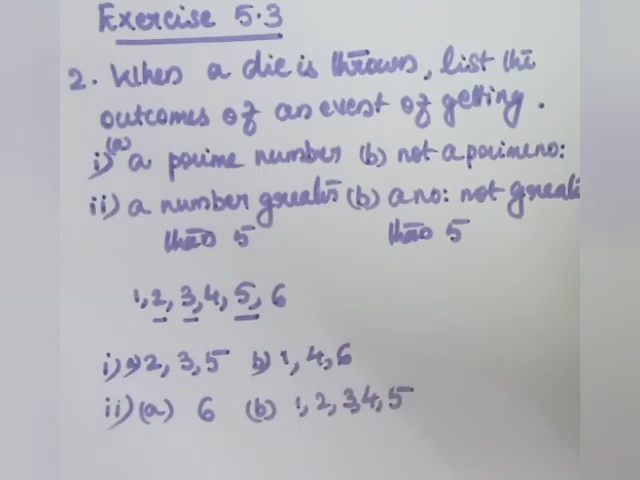 Exercise 5.3
2. When a die is thrown, list the
outcomes of an event of getting.
i) (a) a prime number (b) not a prime no:
ii) a number greater (b) a no: not greate
than 5 than 5
1, 2, 3, 4, 5, 6
i) a) 2, 3, 5 b) 1, 4, 6
ii) (a) 6 (b) 1, 2, 3, 4, 5